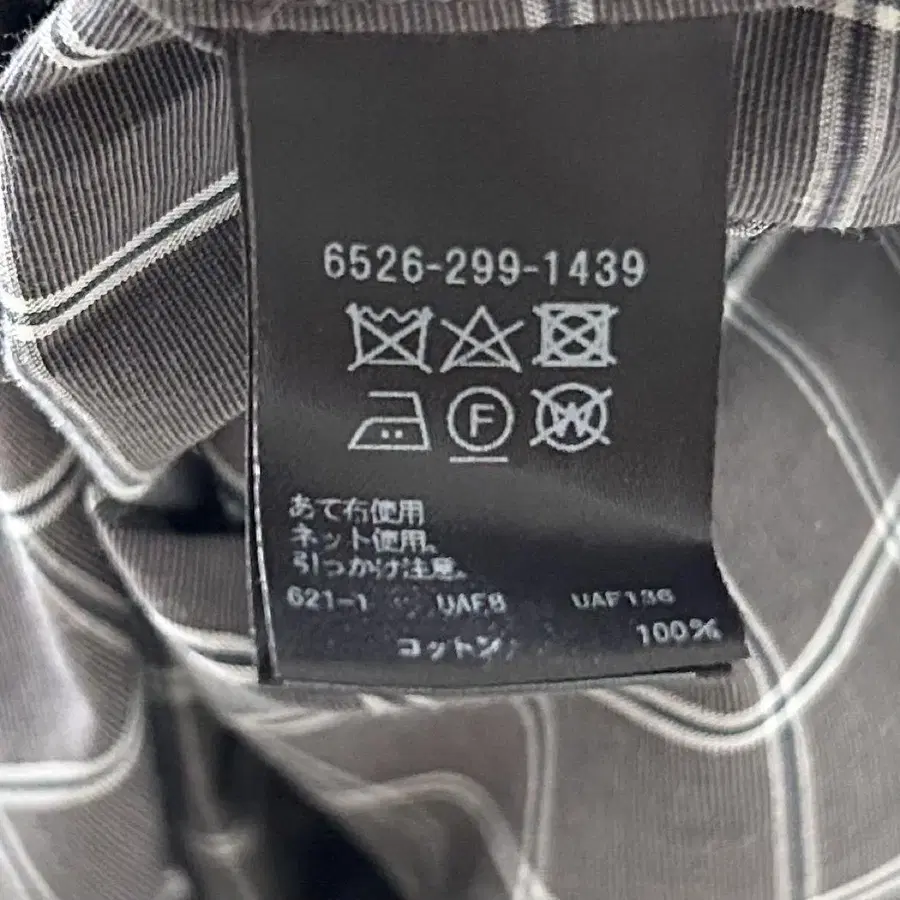 6526-299-1439
F W
あて布使用
ネット使用。
引っかけ注意。
621-1 UAF8 UAF136
コットン 100%